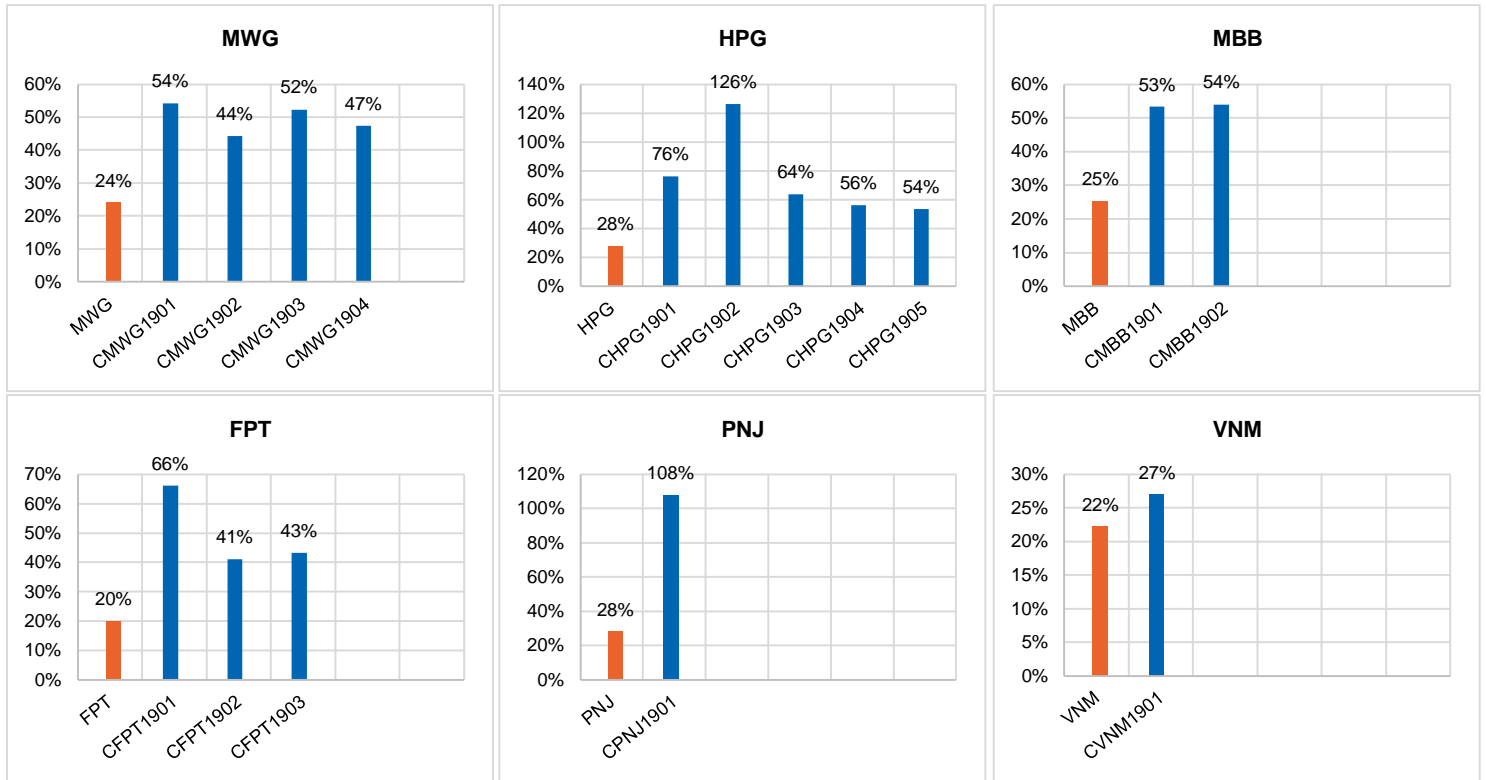 MWG
60%
50%
40%
30%
20%
10%
0%
24%
54%
44%
52%
47%
MWG
CMWG1901
CMWG1902
CMWG1903
CMWG1904
HPG
140%
120%
100%
80%
60%
40%
20%
0%
28%
76%
126%
64%
56%
54%
HPG
CHPG1901
CHPG1902
CHPG1903
CHPG1904
CHPG1905
MBB
60%
50%
40%
30%
20%
10%
0%
25%
53%
54%
MBB
CMBB1901
CMBB1902
FPT
70%
60%
50%
40%
30%
20%
10%
0%
20%
66%
41%
43%
FPT
CFPT1901
CFPT1902
CFPT1903
PNJ
120%
100%
80%
60%
40%
20%
0%
28%
108%
PNJ
CPNJ1901
VNM
30%
25%
20%
15%
10%
5%
0%
22%
27%
VNM
CVNM1901